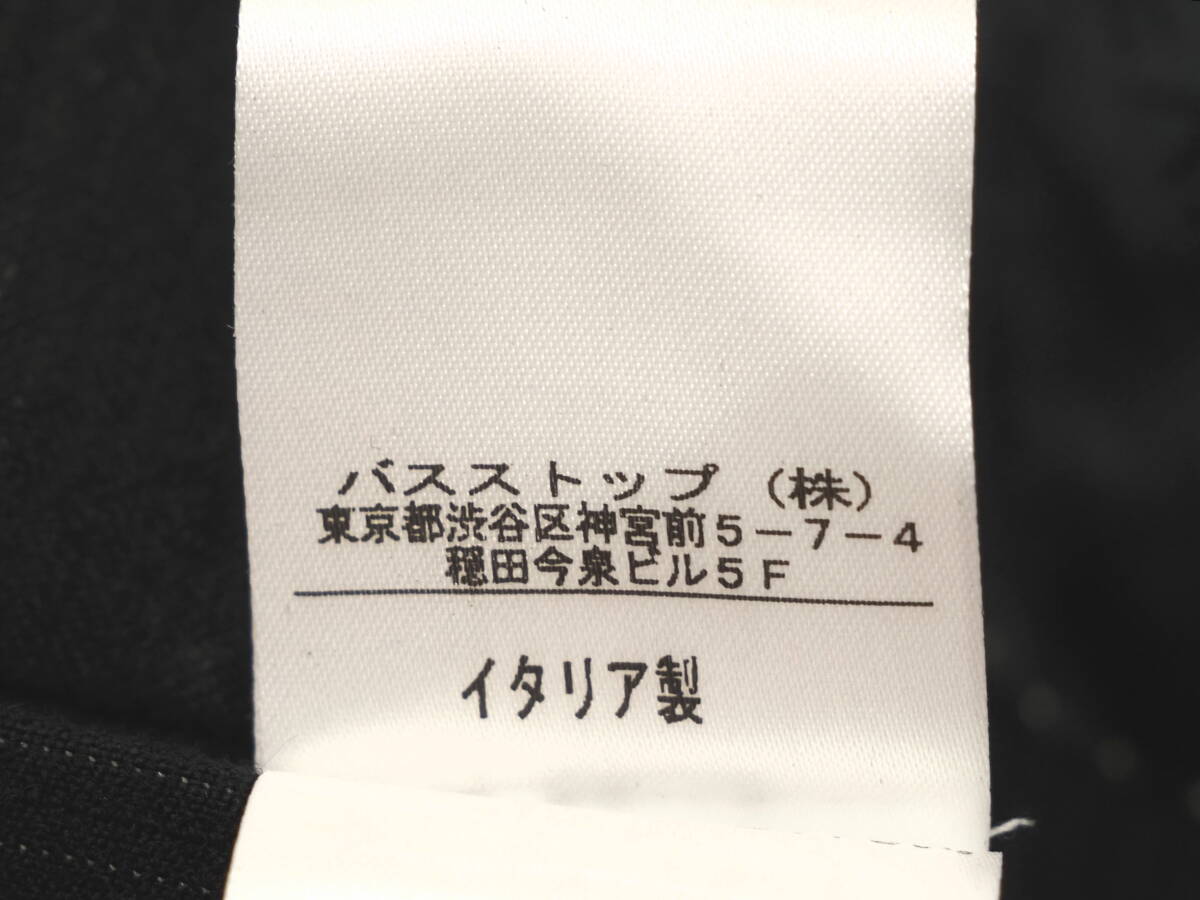 バスストップ（株）
東京都渋谷区神宮前５－７－４
穏田今泉ビル５Ｆ
イタリア製